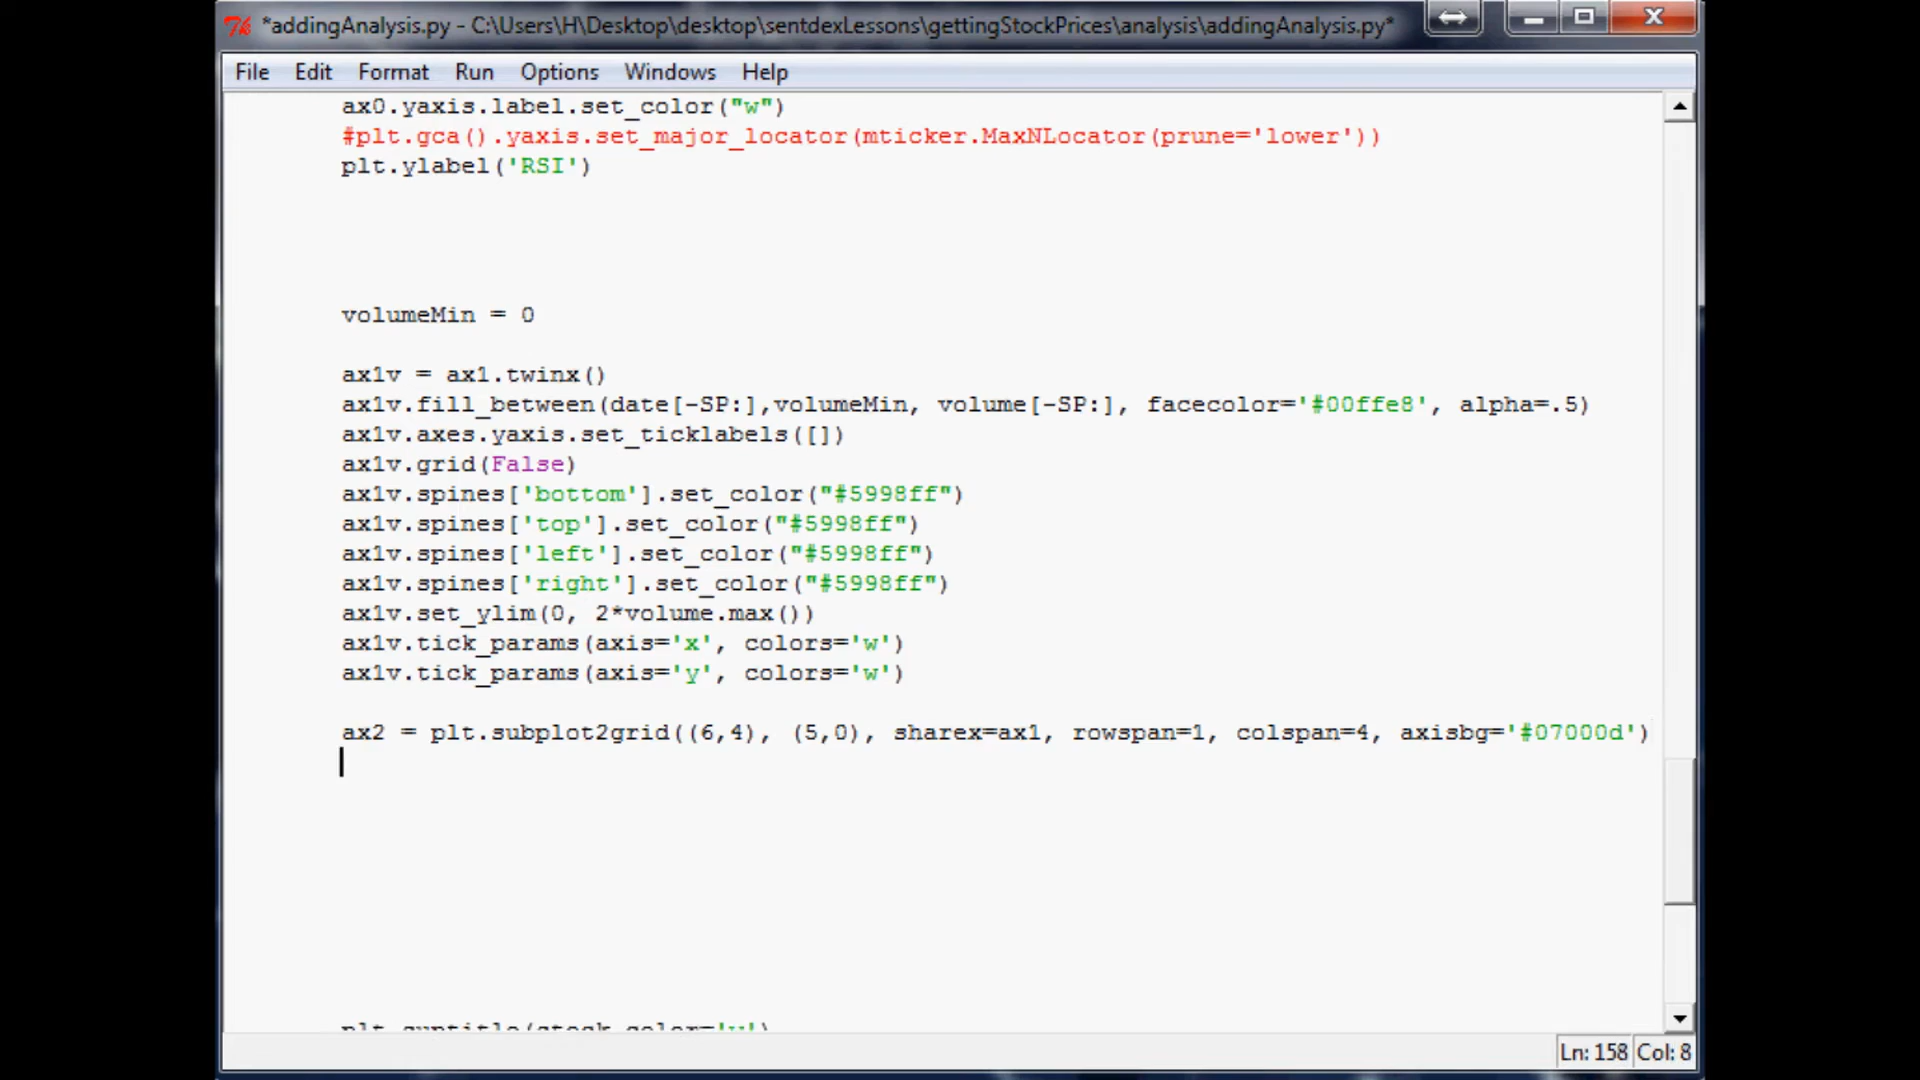 *addingAnalysis.py - C:\Users\H\Desktop\desktop\sentdexLessons\gettingStockPrices\analysis\addingAnalysis.py*
File Edit Format Run Options Windows Help
ax0.yaxis.label.set_color("w")
#plt.gca().yaxis.set_major_locator(mticker.MaxNLocator(prune='lower'))
plt.ylabel('RSI')
volumeMin = 0
ax1v = ax1.twinx()
ax1v.fill_between(date[-SP:],volumeMin, volume[-SP:], facecolor='#00ffe8', alpha=.5)
ax1v.axes.yaxis.set_ticklabels([])
ax1v.grid(False)
ax1v.spines['bottom'].set_color("#5998ff")
ax1v.spines['top'].set_color("#5998ff")
ax1v.spines['left'].set_color("#5998ff")
ax1v.spines['right'].set_color("#5998ff")
ax1v.set_ylim(0, 2*volume.max())
ax1v.tick_params(axis='x', colors='w')
ax1v.tick_params(axis='y', colors='w')
ax2 = plt.subplot2grid((6,4), (5,0), sharex=ax1, rowspan=1, colspan=4, axisbg='#07000d')
plt.suptitle(stock,color='w')
Ln: 158 Col: 8